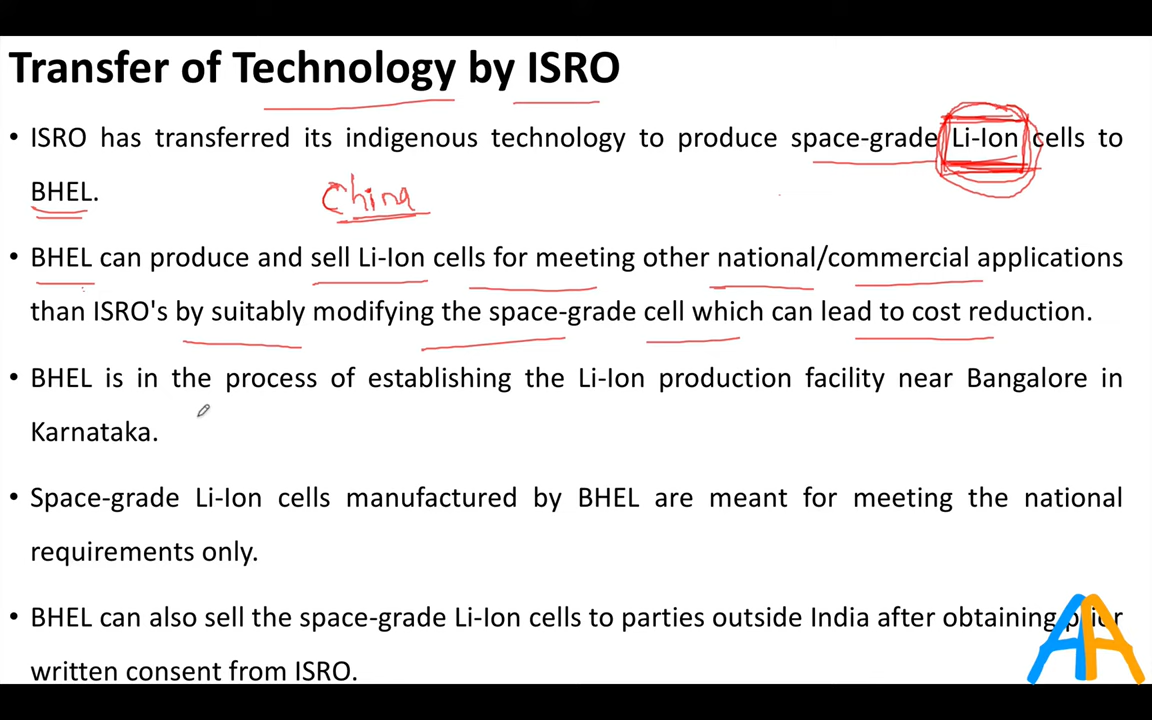 Transfer of Technology by ISRO
• ISRO has transferred its indigenous technology to produce space-grade Li-Ion cells to
BHEL.
China
• BHEL can produce and sell Li-Ion cells for meeting other national/commercial applications
than ISRO's by suitably modifying the space-grade cell which can lead to cost reduction.
• BHEL is in the process of establishing the Li-Ion production facility near Bangalore in
Karnataka.
• Space-grade Li-Ion cells manufactured by BHEL are meant for meeting the national
requirements only.
• BHEL can also sell the space-grade Li-Ion cells to parties outside India after obtaining prior
written consent from ISRO.
AA